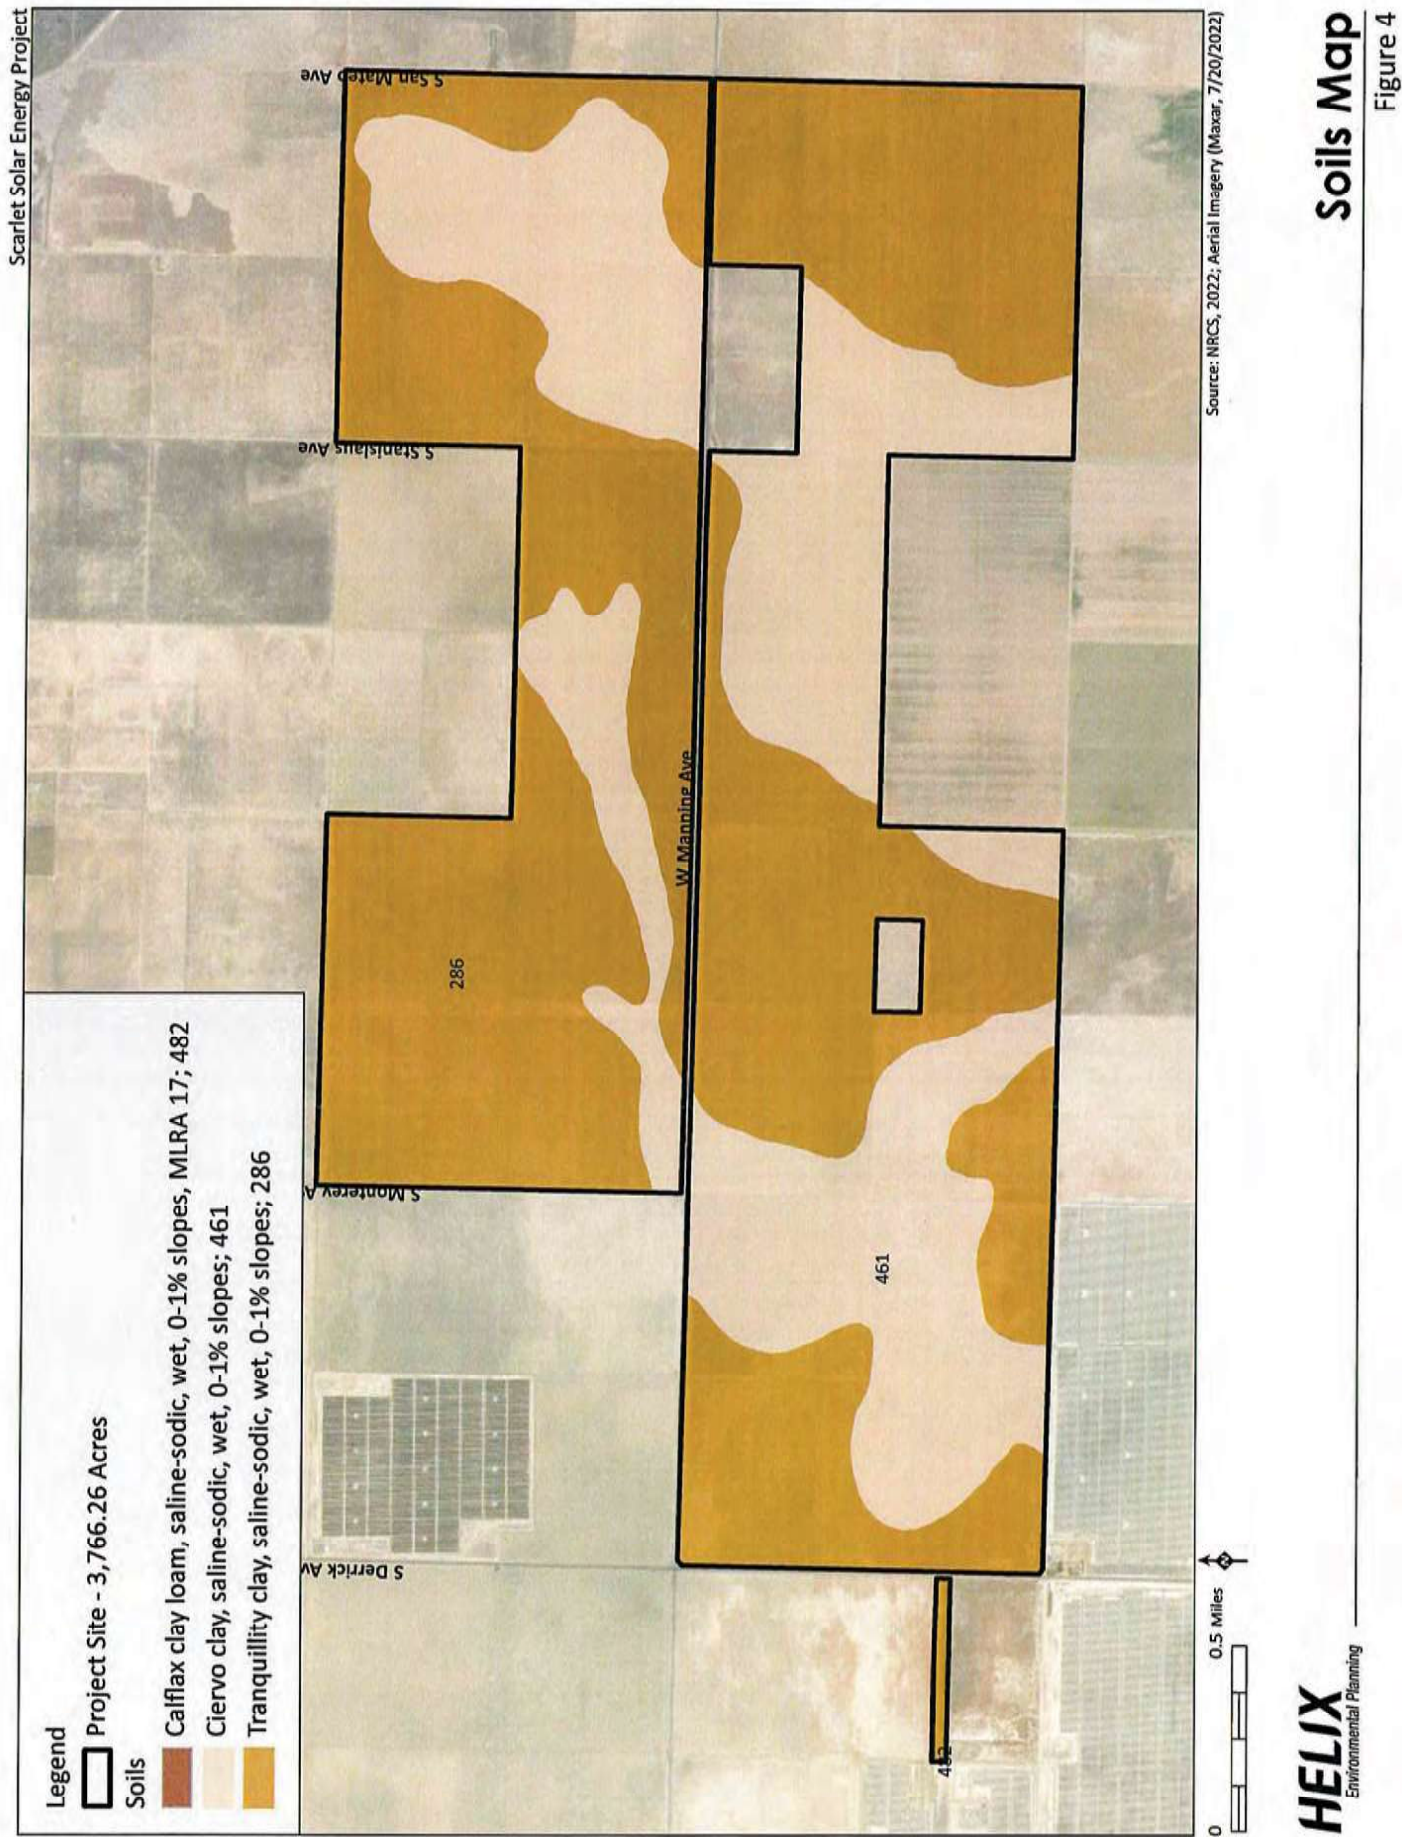 Scarlet Solar Energy Project
Legend
Project Site - 3,766.26 Acres
Soils
Calflax clay loam, saline-sodic, wet, 0-1% slopes, MLRA 17; 482
Ciervo clay, saline-sodic, wet, 0-1% slopes; 461
Tranquillity clay, saline-sodic, wet, 0-1% slopes; 286
S Derrick Av
S Monterey A
S Stanislaus Ave
S San Mateo Ave
286
W Manning Ave
461
482
0 0.5 Miles
N
Source: NRCS, 2022; Aerial Imagery (Maxar, 7/20/2022)
HELIX
Environmental Planning
Soils Map
Figure 4